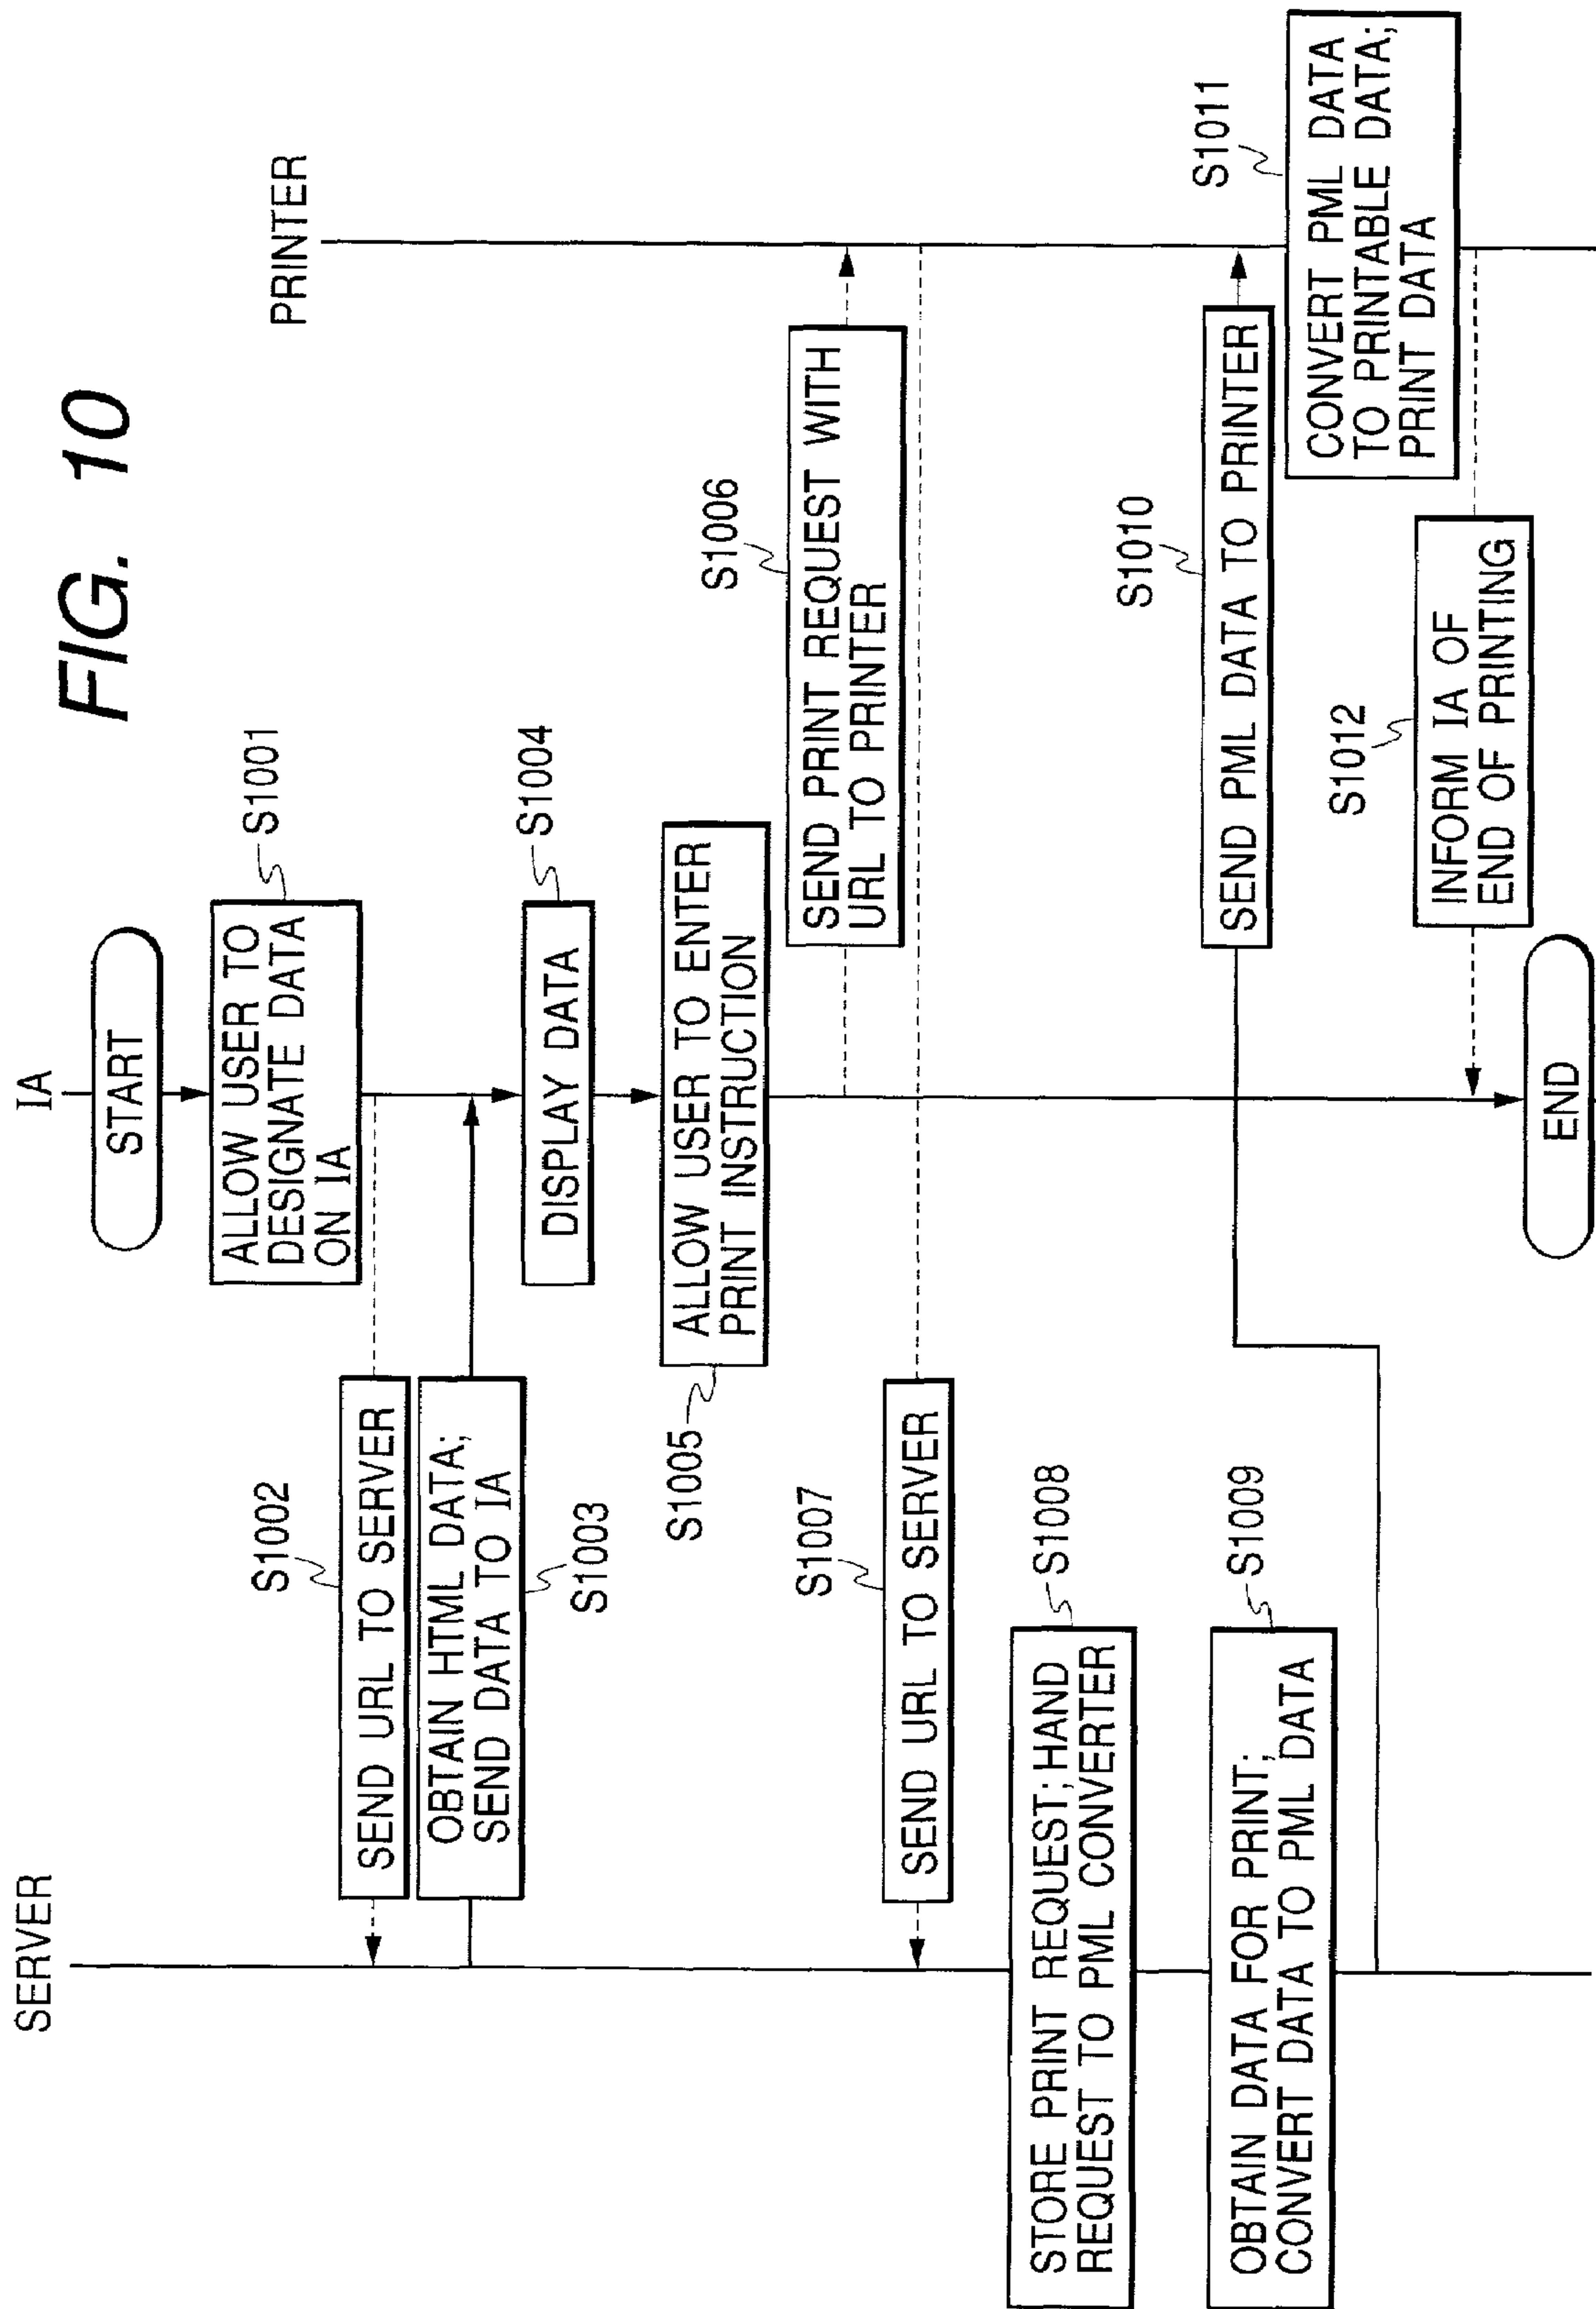 FIG. 10
SERVER
IA
PRINTER
START
ALLOW USER TO
DESIGNATE DATA
ON IA
S1001
S1002
SEND URL TO SERVER
OBTAIN HTML DATA;
SEND DATA TO IA
S1003
DISPLAY DATA
S1004
ALLOW USER TO ENTER
PRINT INSTRUCTION
S1005
S1006
SEND PRINT REQUEST WITH
URL TO PRINTER
S1007
SEND URL TO SERVER
STORE PRINT REQUEST; HAND
REQUEST TO PML CONVERTER
S1008
OBTAIN DATA FOR PRINT;
CONVERT DATA TO PML DATA
S1009
S1010
SEND PML DATA TO PRINTER
S1011
CONVERT PML DATA
TO PRINTABLE DATA;
PRINT DATA
S1012
INFORM IA OF
END OF PRINTING
END